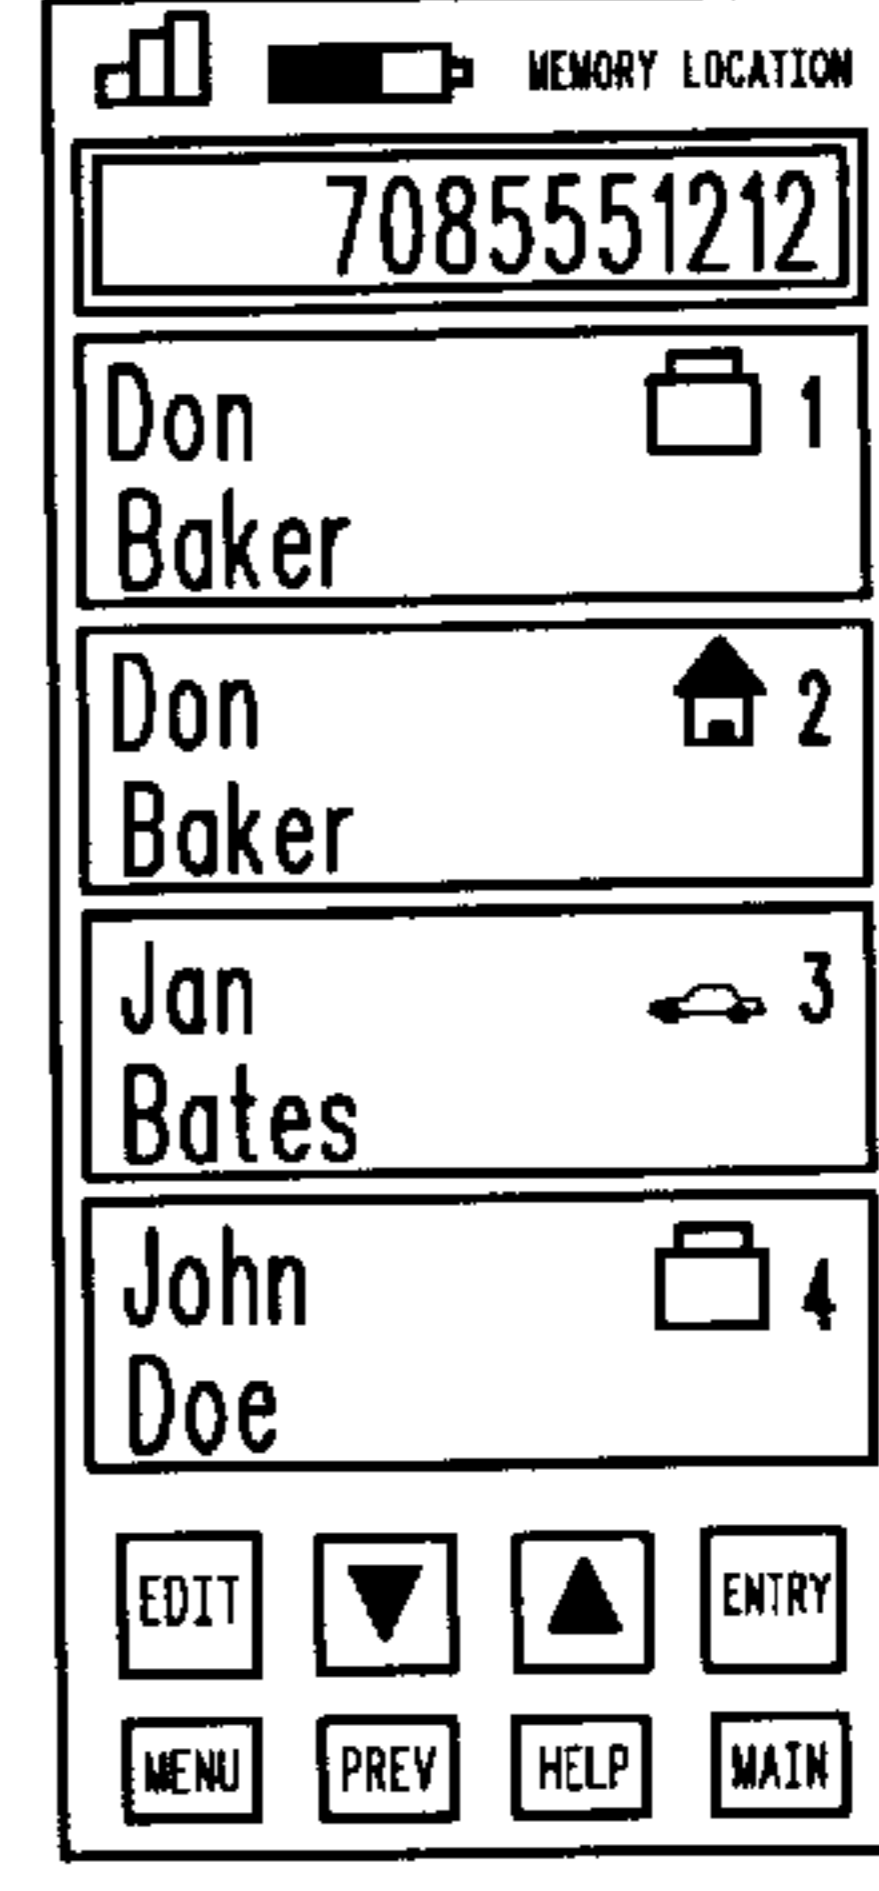 MEMORY LOCATION
7085551212
Don 1
Baker
Don 2
Baker
Jan 3
Bates
John 4
Doe
EDIT ENTRY
MENU PREV HELP MAIN